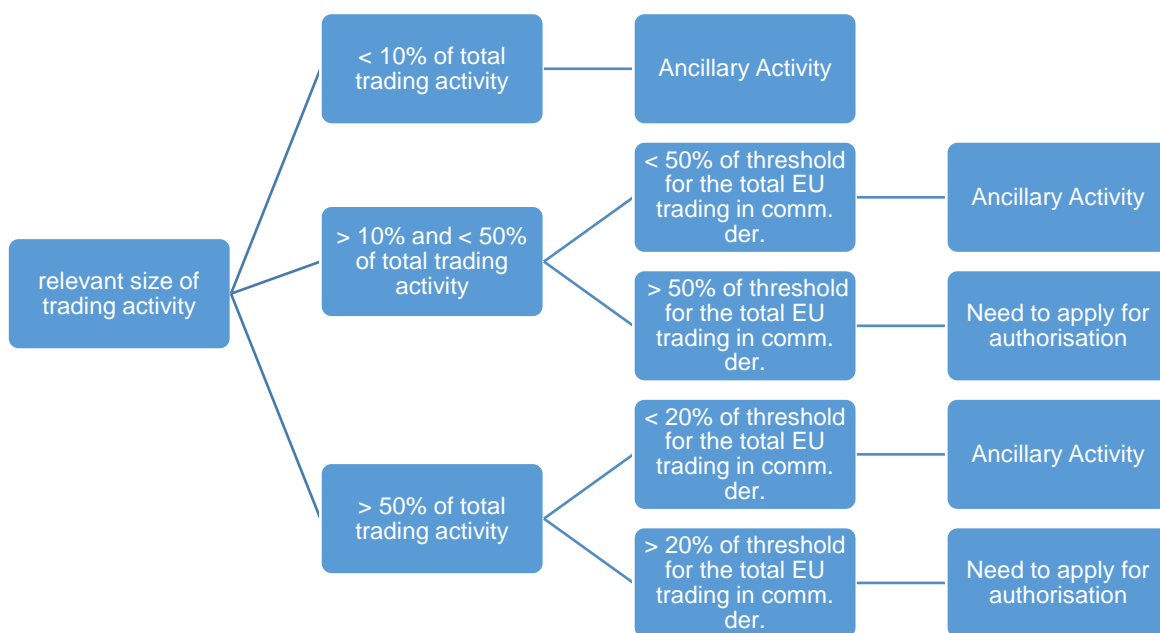 relevant size of
trading activity
< 10% of total
trading activity
Ancillary Activity
> 10% and < 50%
of total trading
activity
< 50% of threshold
for the total EU
trading in comm.
der.
Ancillary Activity
> 50% of threshold
for the total EU
trading in comm.
der.
Need to apply for
authorisation
> 50% of total
trading activity
< 20% of threshold
for the total EU
trading in comm.
der.
Ancillary Activity
> 20% of threshold
for the total EU
trading in comm.
der.
Need to apply for
authorisation